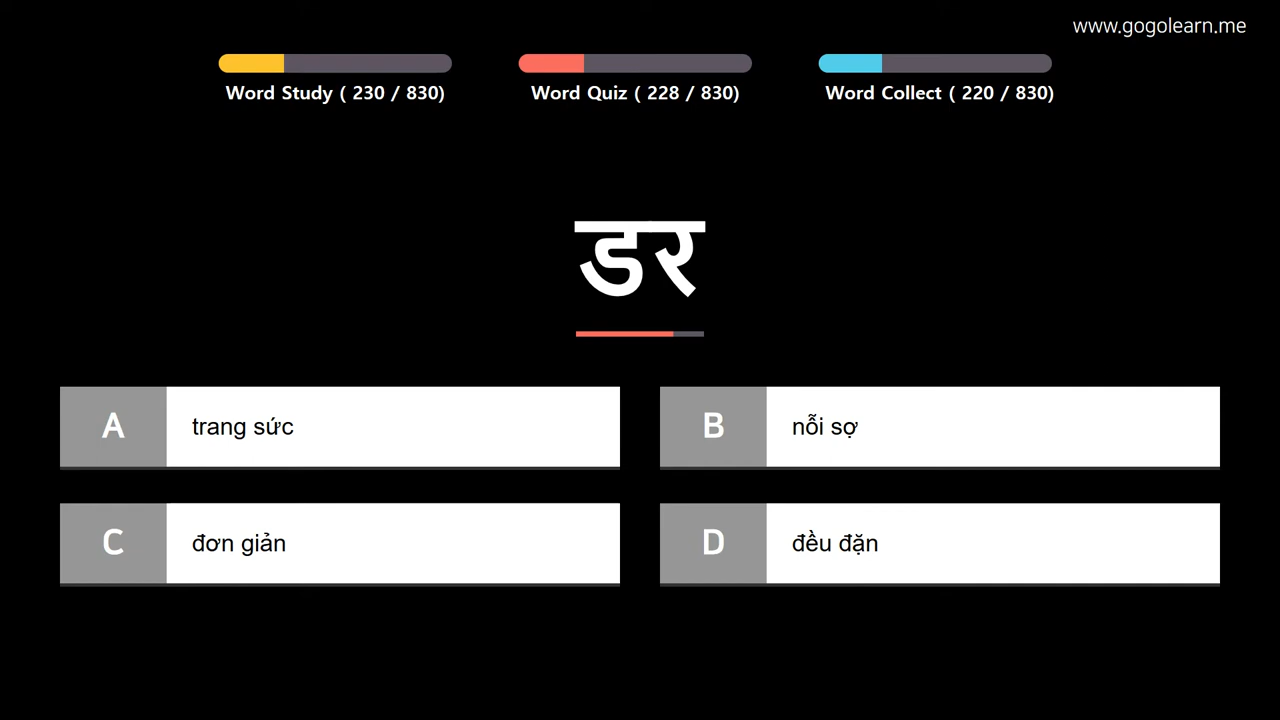 www.gogolearn.me
Word Study ( 230 / 830)
Word Quiz ( 228 / 830)
Word Collect ( 220 / 830)
डर
A trang sức
B nỗi sợ
C đơn giản
D đều đặn